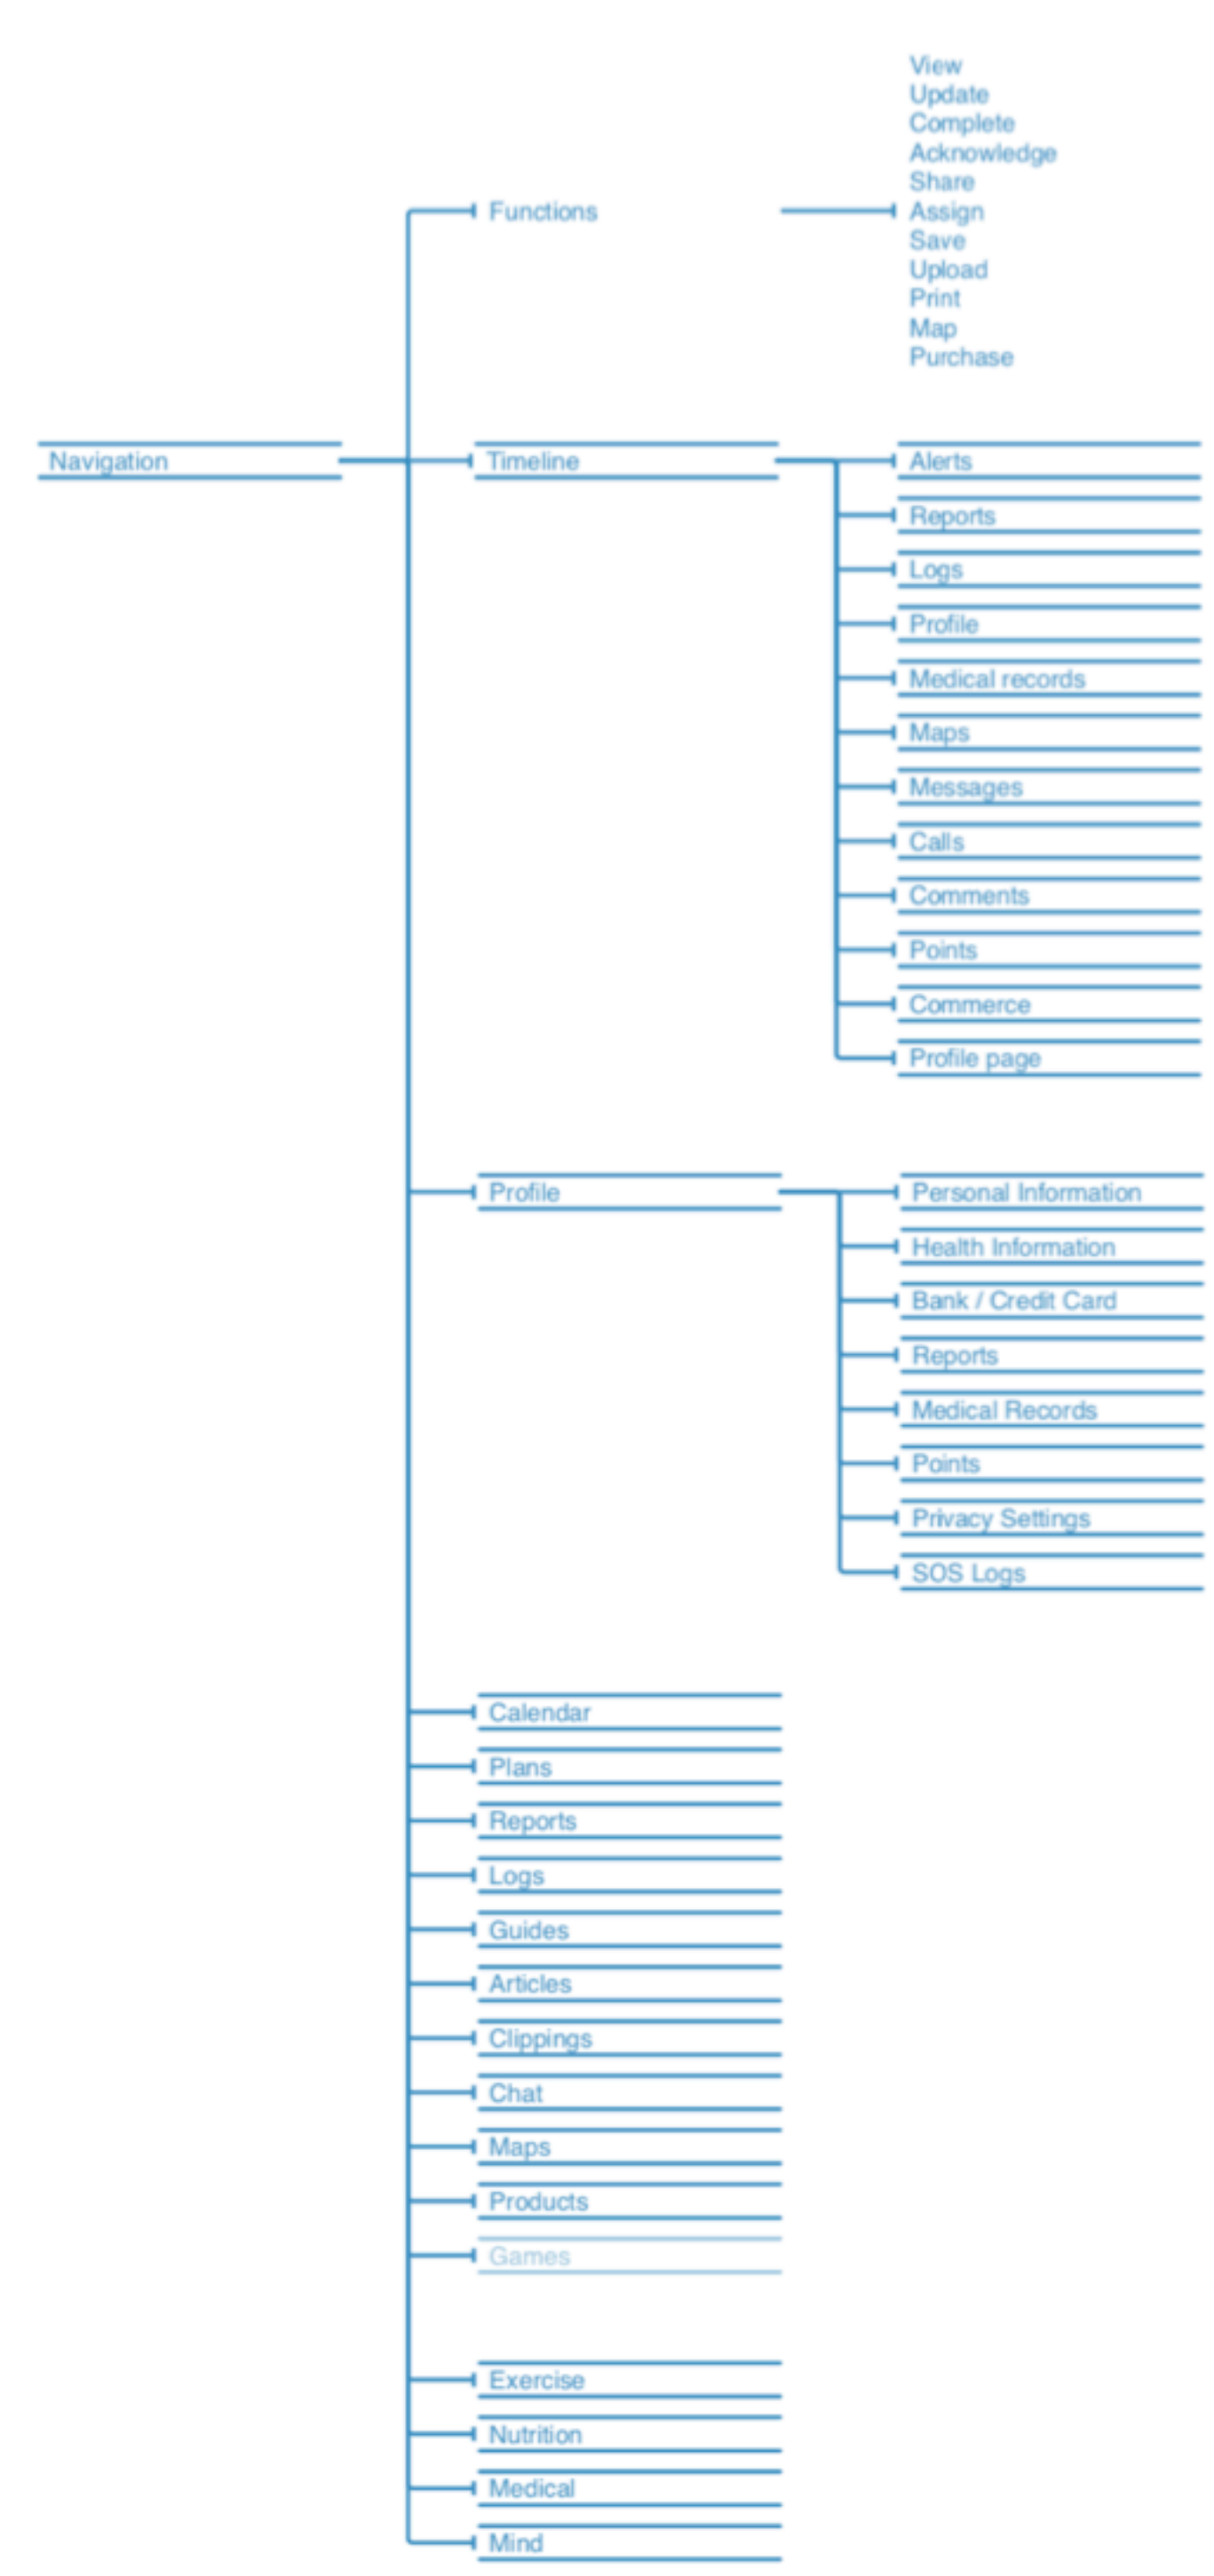 View
Update
Complete
Acknowledge
Share
Functions
Assign
Save
Upload
Print
Map
Purchase
Navigation
Timeline
Alerts
Reports
Logs
Profile
Medical records
Maps
Messages
Calls
Comments
Points
Commerce
Profile page
Profile
Personal Information
Health Information
Bank / Credit Card
Reports
Medical Records
Points
Privacy Settings
SOS Logs
Calendar
Plans
Reports
Logs
Guides
Articles
Clippings
Chat
Maps
Products
Games
Exercise
Nutrition
Medical
Mind